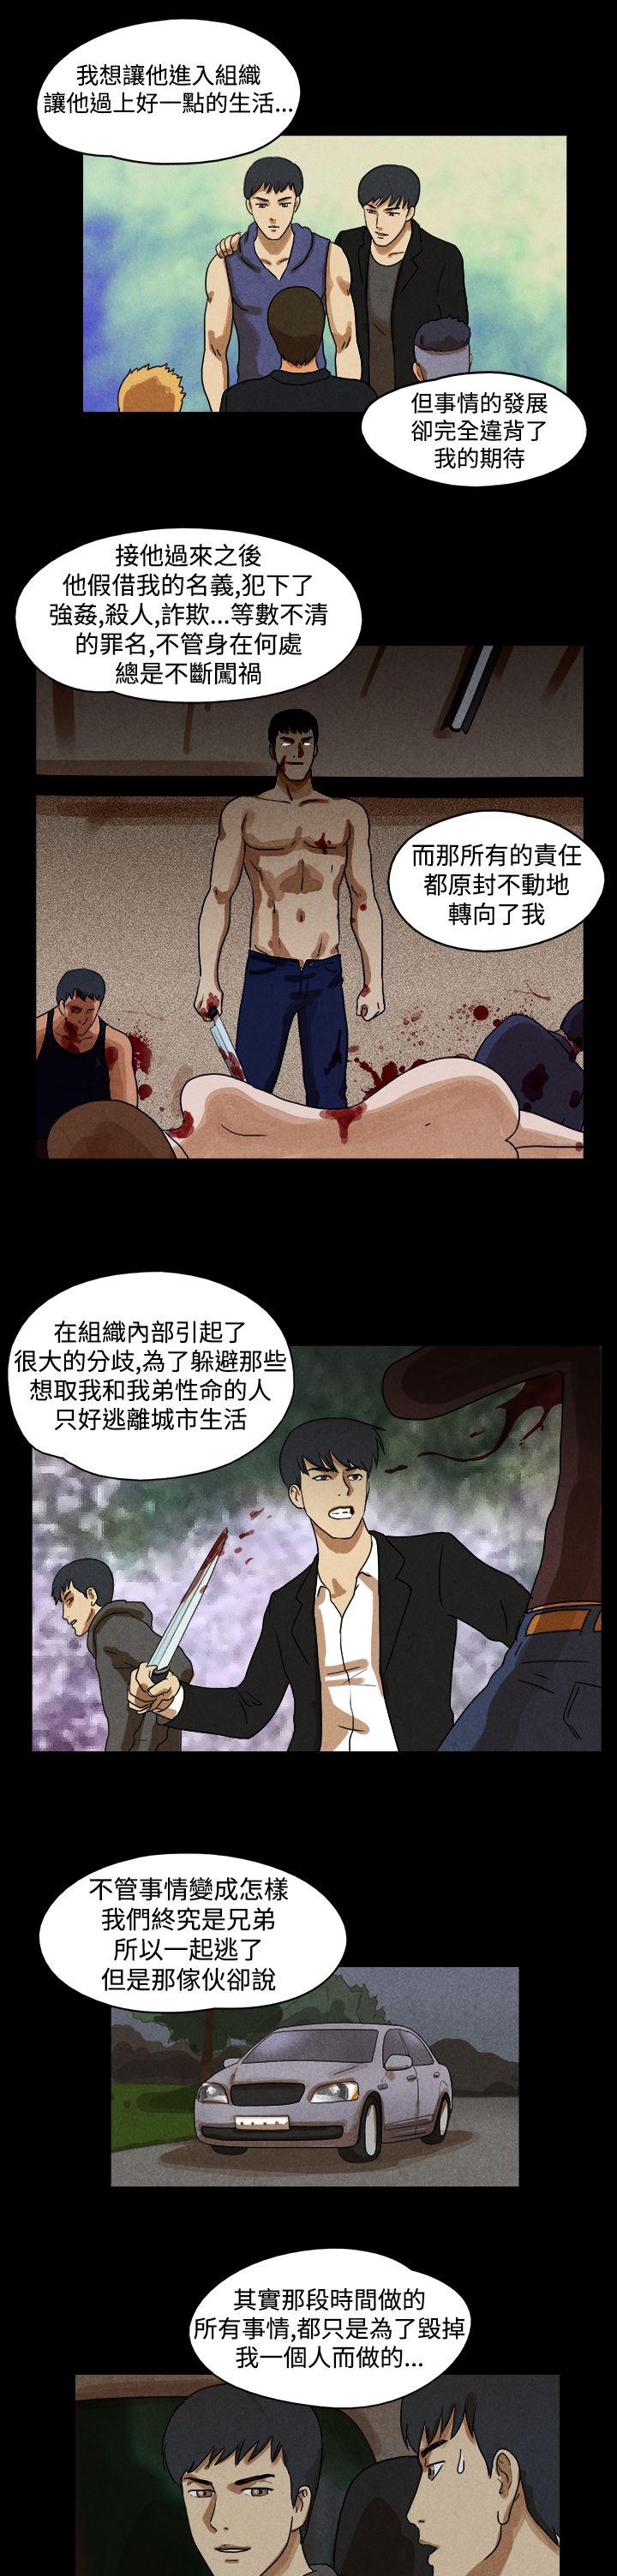 我想讓他進入組織
讓他過上好一點的生活...
但事情的發展
卻完全違背了
我的期待
接他過來之後
他假借我的名義,犯下了
強姦,殺人,詐欺...等數不清
的罪名,不管身在何處
總是不斷闖禍
而那所有的責任
都原封不動地
轉向了我
在組織內部引起了
很大的分歧,為了躲避那些
想取我和我弟性命的人
只好逃離城市生活
不管事情變成怎樣
我們終究是兄弟
所以一起逃了
但是那傢伙卻說
其實那段時間做的
所有事情,都只是為了毀掉
我一個人而做的...